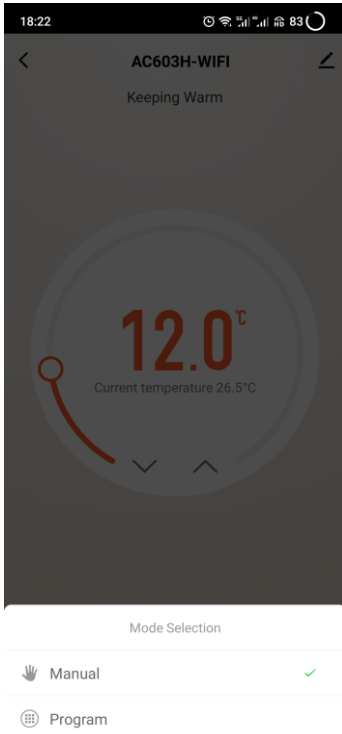 18:22
83
AC603H-WIFI
Keeping Warm
12.0℃
Current temperature 26.5°C
Mode Selection
Manual
Program